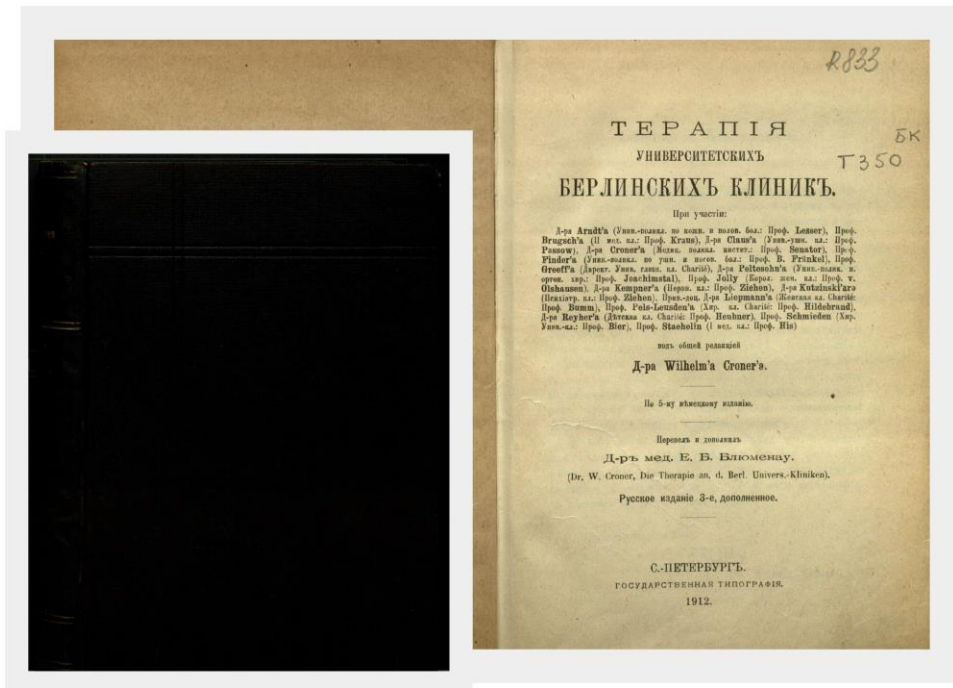 R833
ТЕРАПІЯ
УНИВЕРСИТЕТСКИХЪ
БЕРЛИНСКИХЪ КЛИНИКЪ.
БК
Т350
При участіи:
Д-ра Arndt'a (Унив.-поликл. по кожн. и полов. бол.: Проф. Lesser), Проф.
Brugsch'a (II мед. кл.: Проф. Kraus), Д-ра Claus'a (Унив.-ушн. кл.: Проф.
Passow), Д-ра Croner'a (Медиц. поликл. инстит.: Проф. Senator), Проф.
Finder'a (Унив.-поликл. по ушн. и носов. бол.: Проф. B. Fränkel), Проф.
Greeff'a (Директ. Унив. глазн. кл. Charité), Д-ра Peltesohn'a (Унив.-полик. и.
ортоп. хир.: Проф. Joachimstal), Проф. Jolly (Корол. жен. кл.: Проф. v.
Olshausen), Д-ра Kempner'a (Нервн. кл.: Проф. Ziehen), Д-ра Kutzinski'aго
(Психіатр. кл.: Проф. Ziehen), Прив.-доц. Д-ра Liepmann'a (Женская кл. Charité:
Проф. Bumm), Проф. Pels-Leusden'a (Хир. кл. Charité: Проф. Hildebrand),
Д-ра Reyher'a (Дѣтская кл. Charité: Проф. Heubner), Проф. Schmieden (Хир.
Унив.-кл.: Проф. Bier), Проф. Staehelin (I мед. кл.: Проф. His)
подъ общей редакціей
Д-ра Wilhelm'a Croner'a.
По 5-му нѣмецкому изданію.
Перевелъ и дополнилъ
Д-ръ мед. Е. В. Блюменау.
(Dr. W. Croner, Die Therapie an. d. Berl. Univers.-Kliniken).
Русское изданіе 3-е, дополненное.
С.-ПЕТЕРБУРГЪ.
ГОСУДАРСТВЕННАЯ ТИПОГРАФІЯ.
1912.